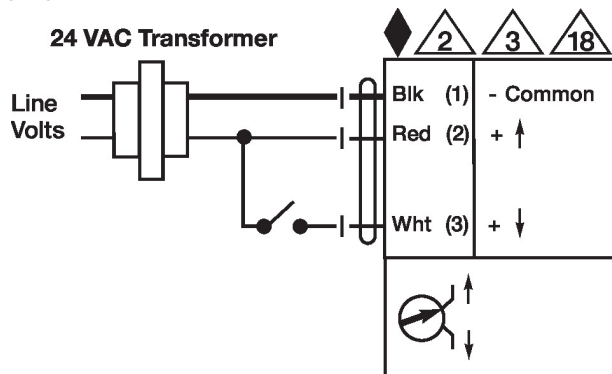 24 VAC Transformer
2 3 18
Line
Volts
Blk (1) - Common
Red (2) + ↑
Wht (3) + ↓